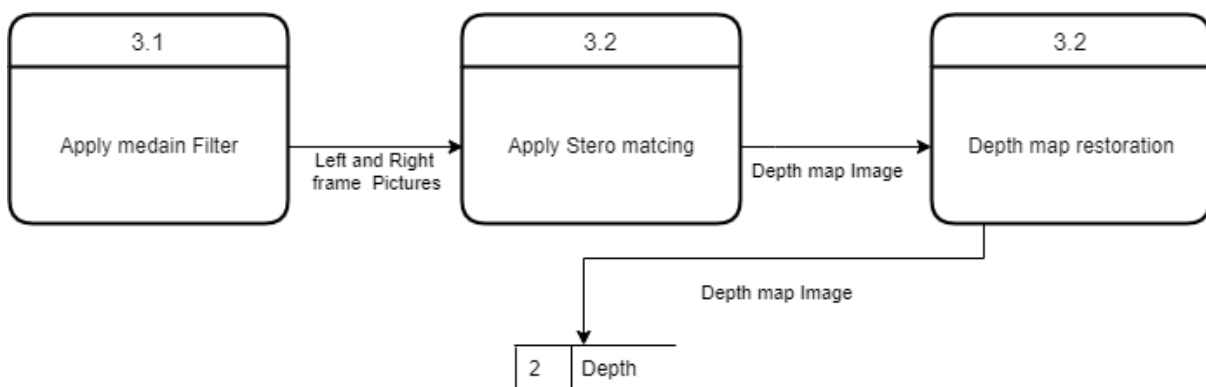 3.1
Apply medain Filter
Left and Right
frame Pictures
3.2
Apply Stero matcing
Depth map Image
3.2
Depth map restoration
Depth map Image
2
Depth